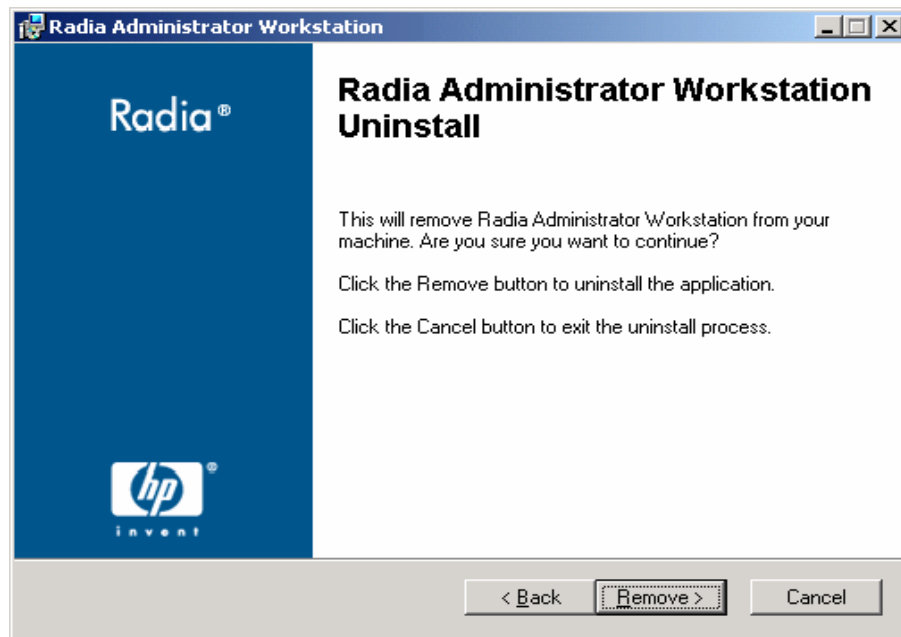 Radia Administrator Workstation
Radia®
Radia Administrator Workstation
Uninstall
This will remove Radia Administrator Workstation from your
machine. Are you sure you want to continue?
Click the Remove button to uninstall the application.
Click the Cancel button to exit the uninstall process.
hp®
invent
< Back
Remove >
Cancel